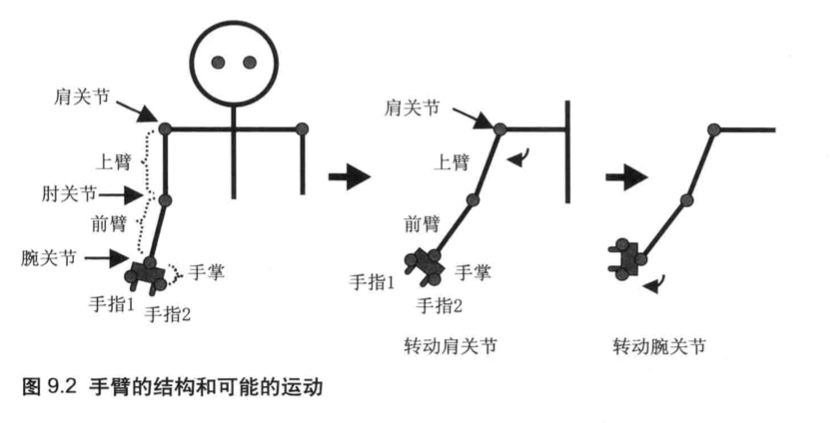 肩关节
上臂
肘关节
前臂
腕关节
手掌
手指1
手指2
肩关节
上臂
前臂
手指1
手掌
手指2
转动肩关节
转动腕关节
图 9.2 手臂的结构和可能的运动